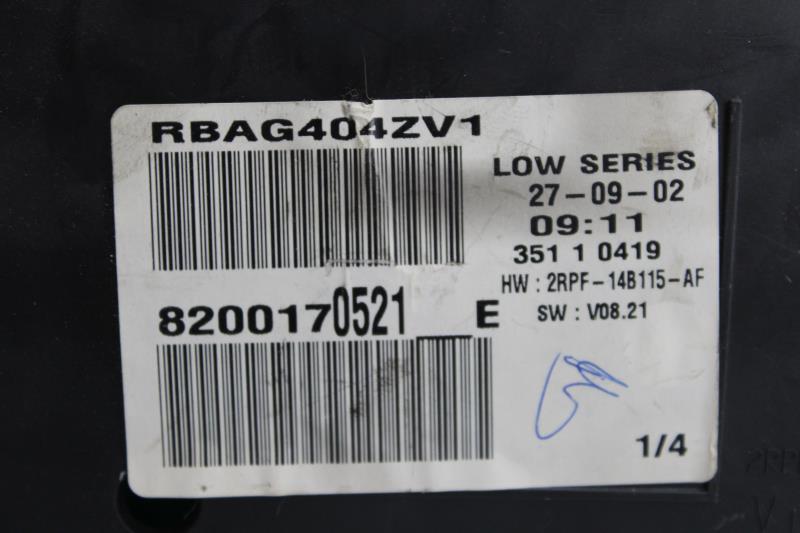 RBAG404ZV1
LOW SERIES
27-09-02
09:11
351 1 0419
HW : 2RPF-14B115-AF
SW : V08.21
8200170521__E
1/4